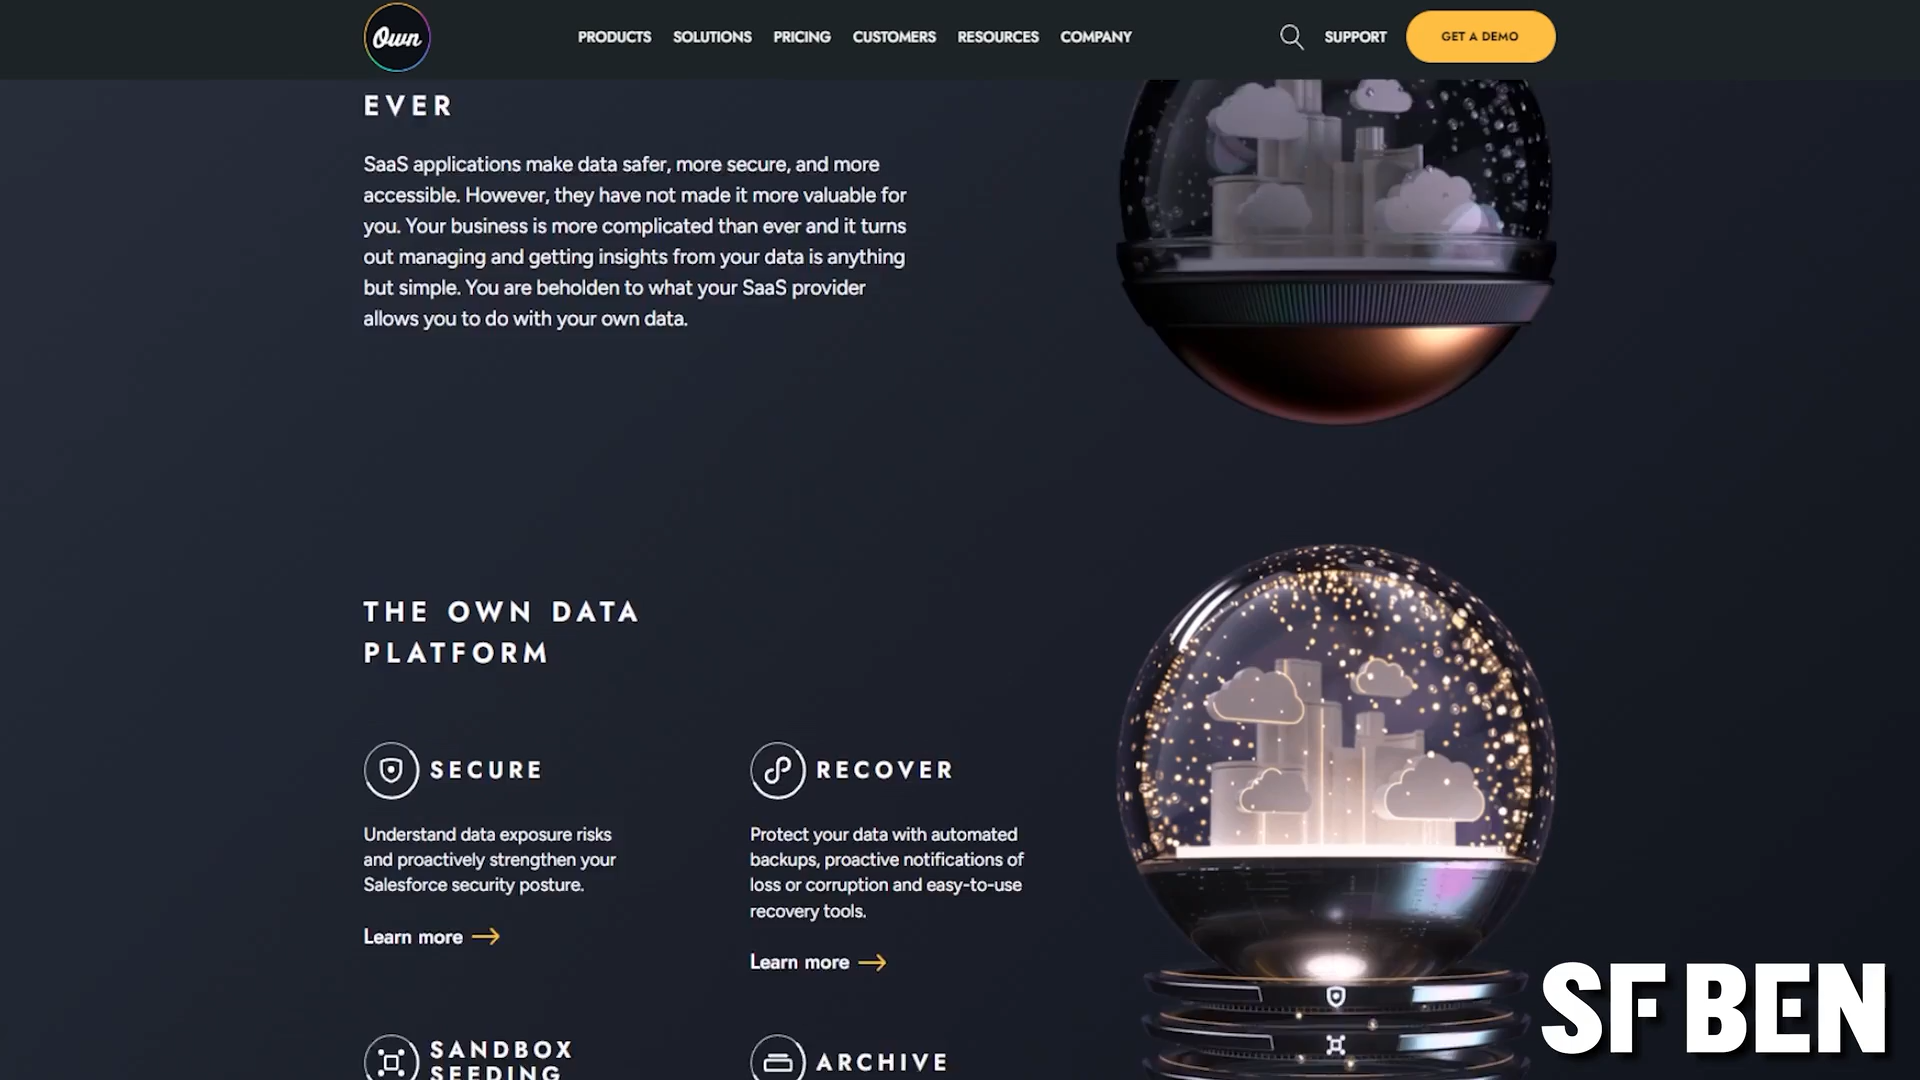 Own
PRODUCTS SOLUTIONS PRICING CUSTOMERS RESOURCES COMPANY
SUPPORT GET A DEMO
EVER
SaaS applications make data safer, more secure, and more
accessible. However, they have not made it more valuable for
you. Your business is more complicated than ever and it turns
out managing and getting insights from your data is anything
but simple. You are beholden to what your SaaS provider
allows you to do with your own data.
THE OWN DATA
PLATFORM
SECURE
Understand data exposure risks
and proactively strengthen your
Salesforce security posture.
Learn more
RECOVER
Protect your data with automated
backups, proactive notifications of
loss or corruption and easy-to-use
recovery tools.
Learn more
SANDBOX
SEEDING
ARCHIVE
SF BEN